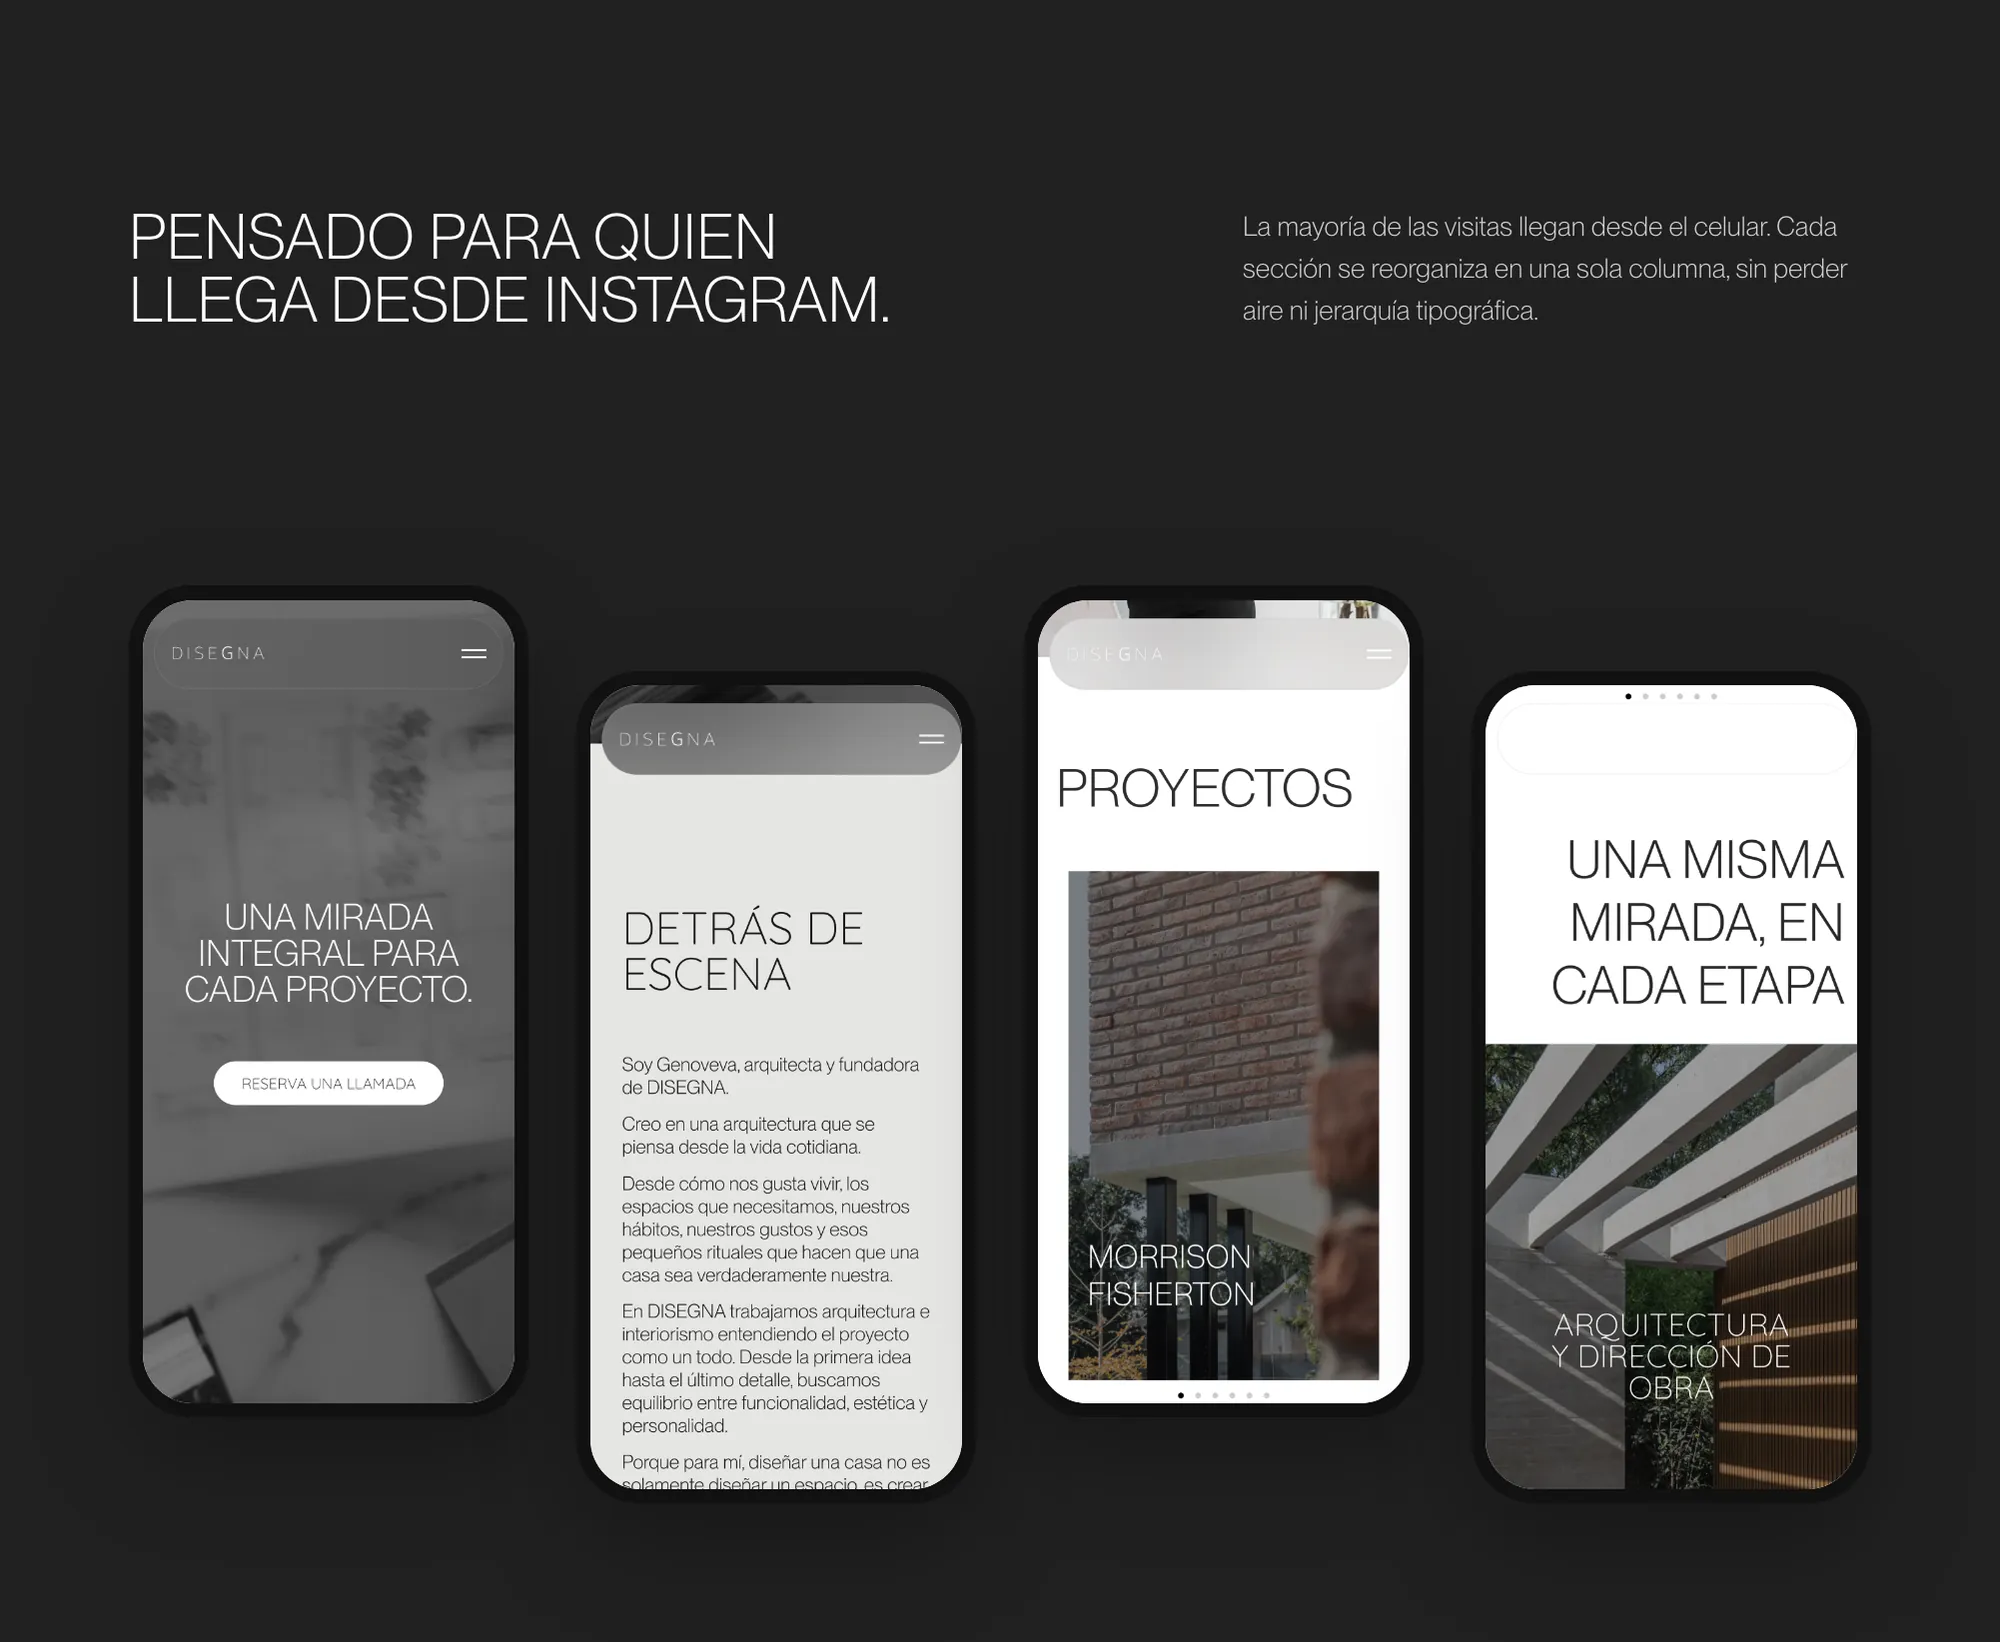 PENSADO PARA QUIEN
LLEGA DESDE INSTAGRAM.
La mayoría de las visitas llegan desde el celular. Cada
sección se reorganiza en una sola columna, sin perder
aire ni jerarquía tipográfica.
DISEGNA
UNA MIRADA
INTEGRAL PARA
CADA PROYECTO.
RESERVA UNA LLAMADA
DISEGNA
DETRÁS DE
ESCENA
Soy Genoveva, arquitecta y fundadora
de DISEGNA.
Creo en una arquitectura que se
piensa desde la vida cotidiana.
Desde cómo nos gusta vivir, los
espacios que necesitamos, nuestros
hábitos, nuestros gustos y esos
pequeños rituales que hacen que una
casa sea verdaderamente nuestra.
En DISEGNA trabajamos arquitectura e
interiorismo entendiendo el proyecto
como un todo. Desde la primera idea
hasta el último detalle, buscamos
equilibrio entre funcionalidad, estética y
personalidad.
Porque para mí, diseñar una casa no es
solamente diseñar un espacio, es crear
DISEGNA
PROYECTOS
MORRISON
FISHERTON
UNA MISMA
MIRADA, EN
CADA ETAPA
ARQUITECTURA
Y DIRECCIÓN DE
OBRA